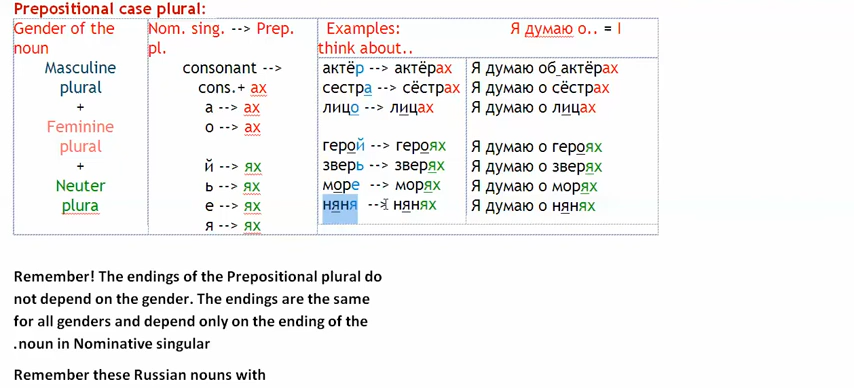 Prepositional case plural:
Gender of the noun | Nom. sing. --> Prep. pl. | Examples: Я думаю о.. = I think about..
Masculine plural
+
Feminine plural
+
Neuter plura
consonant -->
cons.+ ах
а --> ах
о --> ах
й --> ях
ь --> ях
е --> ях
я --> ях
актёр --> актёрах | Я думаю об актёрах
сестра --> сёстрах | Я думаю о сёстрах
лицо --> лицах | Я думаю о лицах
герой --> героях | Я думаю о героях
зверь --> зверях | Я думаю о зверях
море --> морях | Я думаю о морях
няня --> нянях | Я думаю о нянях
Remember! The endings of the Prepositional plural do
not depend on the gender. The endings are the same
for all genders and depend only on the ending of the
.noun in Nominative singular
Remember these Russian nouns with